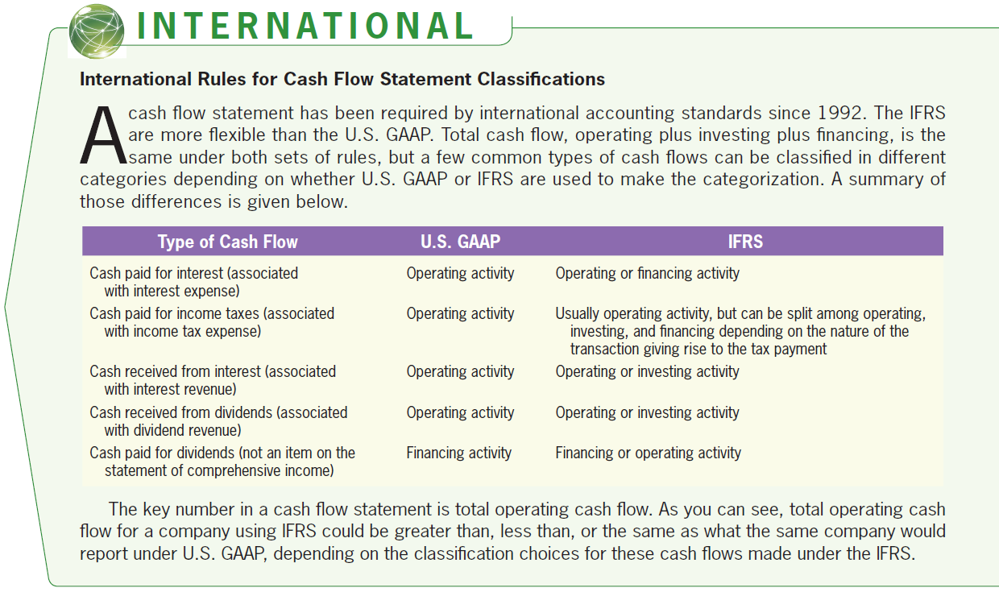 INTERNATIONAL
International Rules for Cash Flow Statement Classifications
A cash flow statement has been required by international accounting standards since 1992. The IFRS
are more flexible than the U.S. GAAP. Total cash flow, operating plus investing plus financing, is the
same under both sets of rules, but a few common types of cash flows can be classified in different
categories depending on whether U.S. GAAP or IFRS are used to make the categorization. A summary of
those differences is given below.
Type of Cash Flow U.S. GAAP IFRS
Cash paid for interest (associated Operating activity Operating or financing activity
with interest expense)
Cash paid for income taxes (associated Operating activity Usually operating activity, but can be split among operating,
with income tax expense) investing, and financing depending on the nature of the
transaction giving rise to the tax payment
Cash received from interest (associated Operating activity Operating or investing activity
with interest revenue)
Cash received from dividends (associated Operating activity Operating or investing activity
with dividend revenue)
Cash paid for dividends (not an item on the Financing activity Financing or operating activity
statement of comprehensive income)
The key number in a cash flow statement is total operating cash flow. As you can see, total operating cash
flow for a company using IFRS could be greater than, less than, or the same as what the same company would
report under U.S. GAAP, depending on the classification choices for these cash flows made under the IFRS.